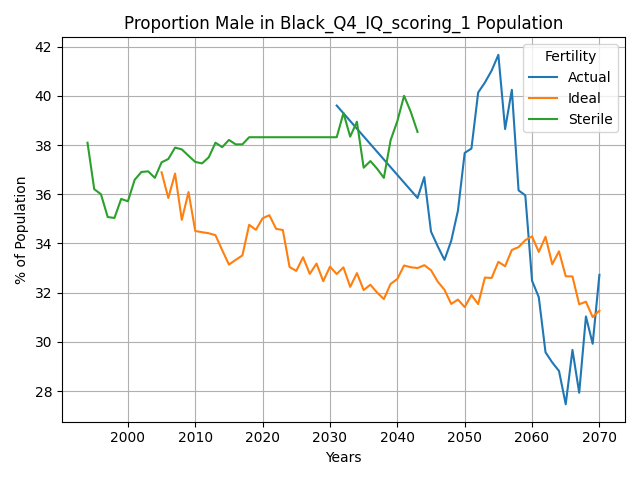 Proportion Male in Black_Q4_IQ_scoring_1 Population
Fertility
Actual
Ideal
Sterile
% of Population
42
40
38
36
34
32
30
28
2000
2010
2020
2030
2040
2050
2060
2070
Years